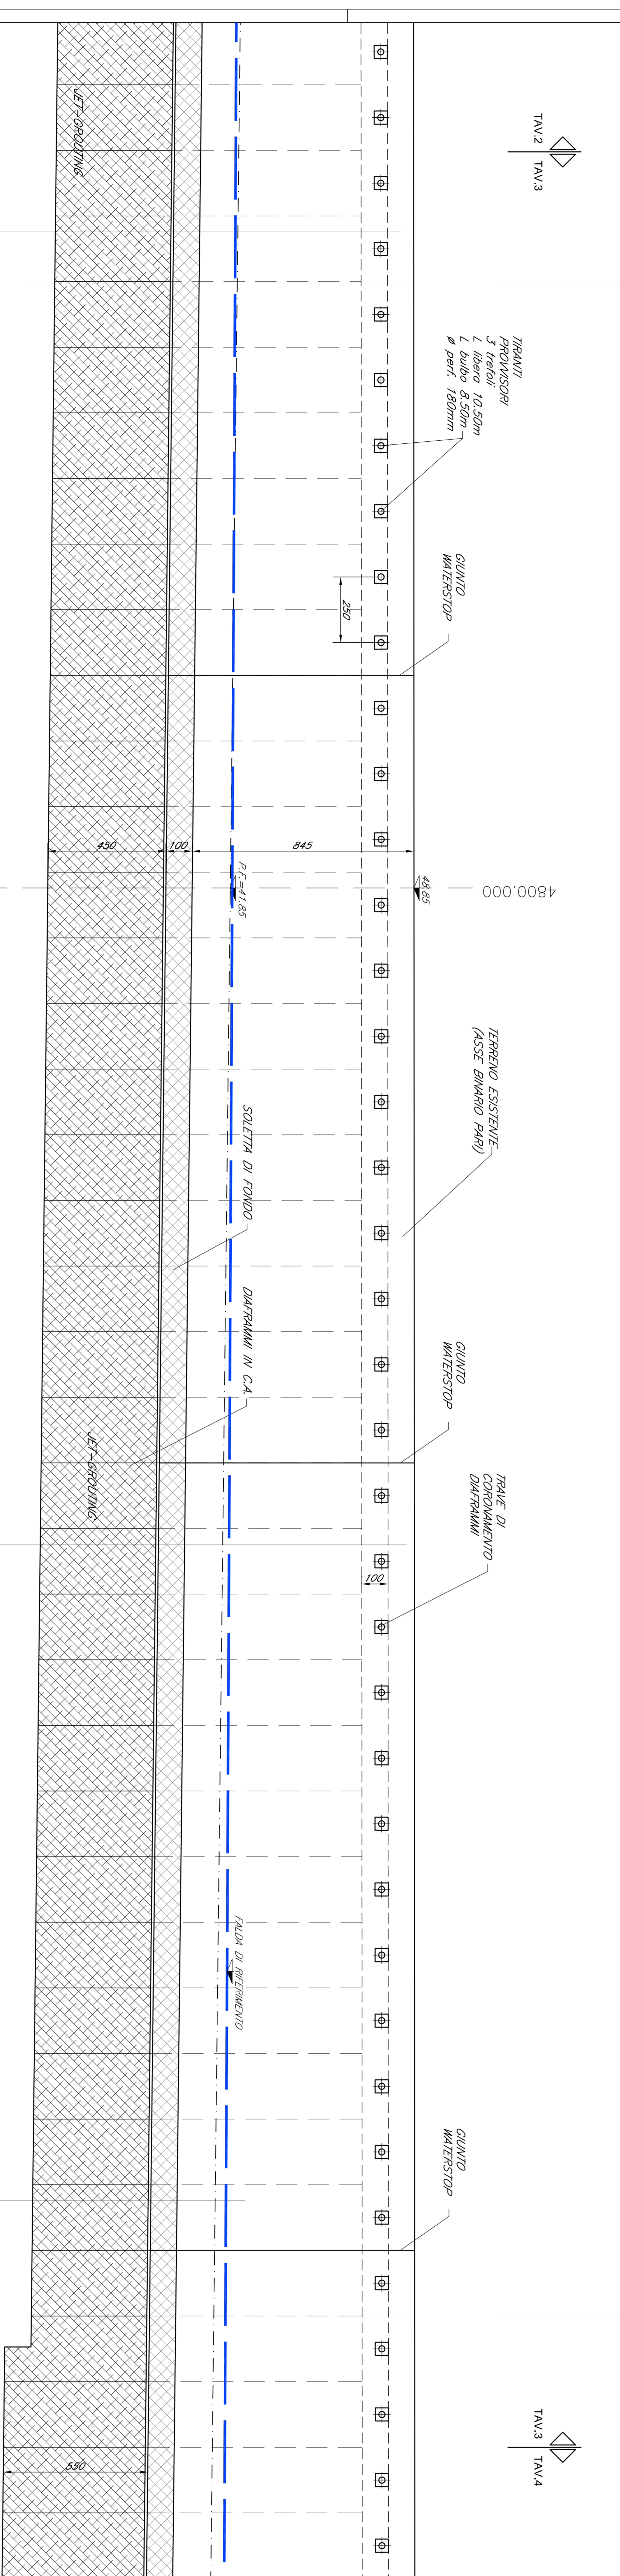 TAV.2
TAV.3
TIRANTI
PROVVISORI
3 trefoli
L libera 10.50m
L bulbo 8.50m
ø perf. 180mm
GIUNTO
WATERSTOP
JET-GROUTING
250
48.85
4800.000
845
100
450
P.F.=41.85
TERRENO ESISTENTE
(ASSE BINARIO PARI)
SOLETTA DI FONDO
DIAFRAMMI IN C.A.
GIUNTO
WATERSTOP
TRAVE DI
CORONAMENTO
DIAFRAMMI
100
JET-GROUTING
FALDA DI RIFERIMENTO
GIUNTO
WATERSTOP
TAV.3
TAV.4
550